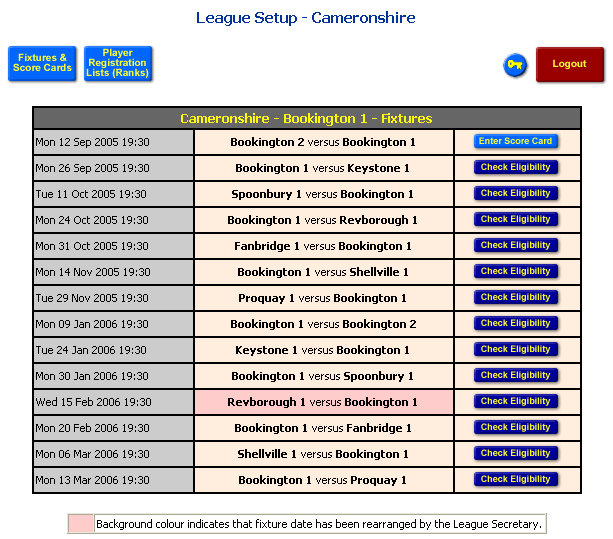 League Setup - Cameronshire
Fixtures &
Score Cards
Player
Registration
Lists (Ranks)
Logout
Cameronshire - Bookington 1 - Fixtures
Mon 12 Sep 2005 19:30 Bookington 2 versus Bookington 1 Enter Score Card
Mon 26 Sep 2005 19:30 Bookington 1 versus Keystone 1 Check Eligibility
Tue 11 Oct 2005 19:30 Spoonbury 1 versus Bookington 1 Check Eligibility
Mon 24 Oct 2005 19:30 Bookington 1 versus Revborough 1 Check Eligibility
Mon 31 Oct 2005 19:30 Fanbridge 1 versus Bookington 1 Check Eligibility
Mon 14 Nov 2005 19:30 Bookington 1 versus Shellville 1 Check Eligibility
Tue 29 Nov 2005 19:30 Proquay 1 versus Bookington 1 Check Eligibility
Mon 09 Jan 2006 19:30 Bookington 1 versus Bookington 2 Check Eligibility
Tue 24 Jan 2006 19:30 Keystone 1 versus Bookington 1 Check Eligibility
Mon 30 Jan 2006 19:30 Bookington 1 versus Spoonbury 1 Check Eligibility
Wed 15 Feb 2006 19:30 Revborough 1 versus Bookington 1 Check Eligibility
Mon 20 Feb 2006 19:30 Bookington 1 versus Fanbridge 1 Check Eligibility
Mon 06 Mar 2006 19:30 Shellville 1 versus Bookington 1 Check Eligibility
Mon 13 Mar 2006 19:30 Bookington 1 versus Proquay 1 Check Eligibility
Background colour indicates that fixture date has been rearranged by the League Secretary.